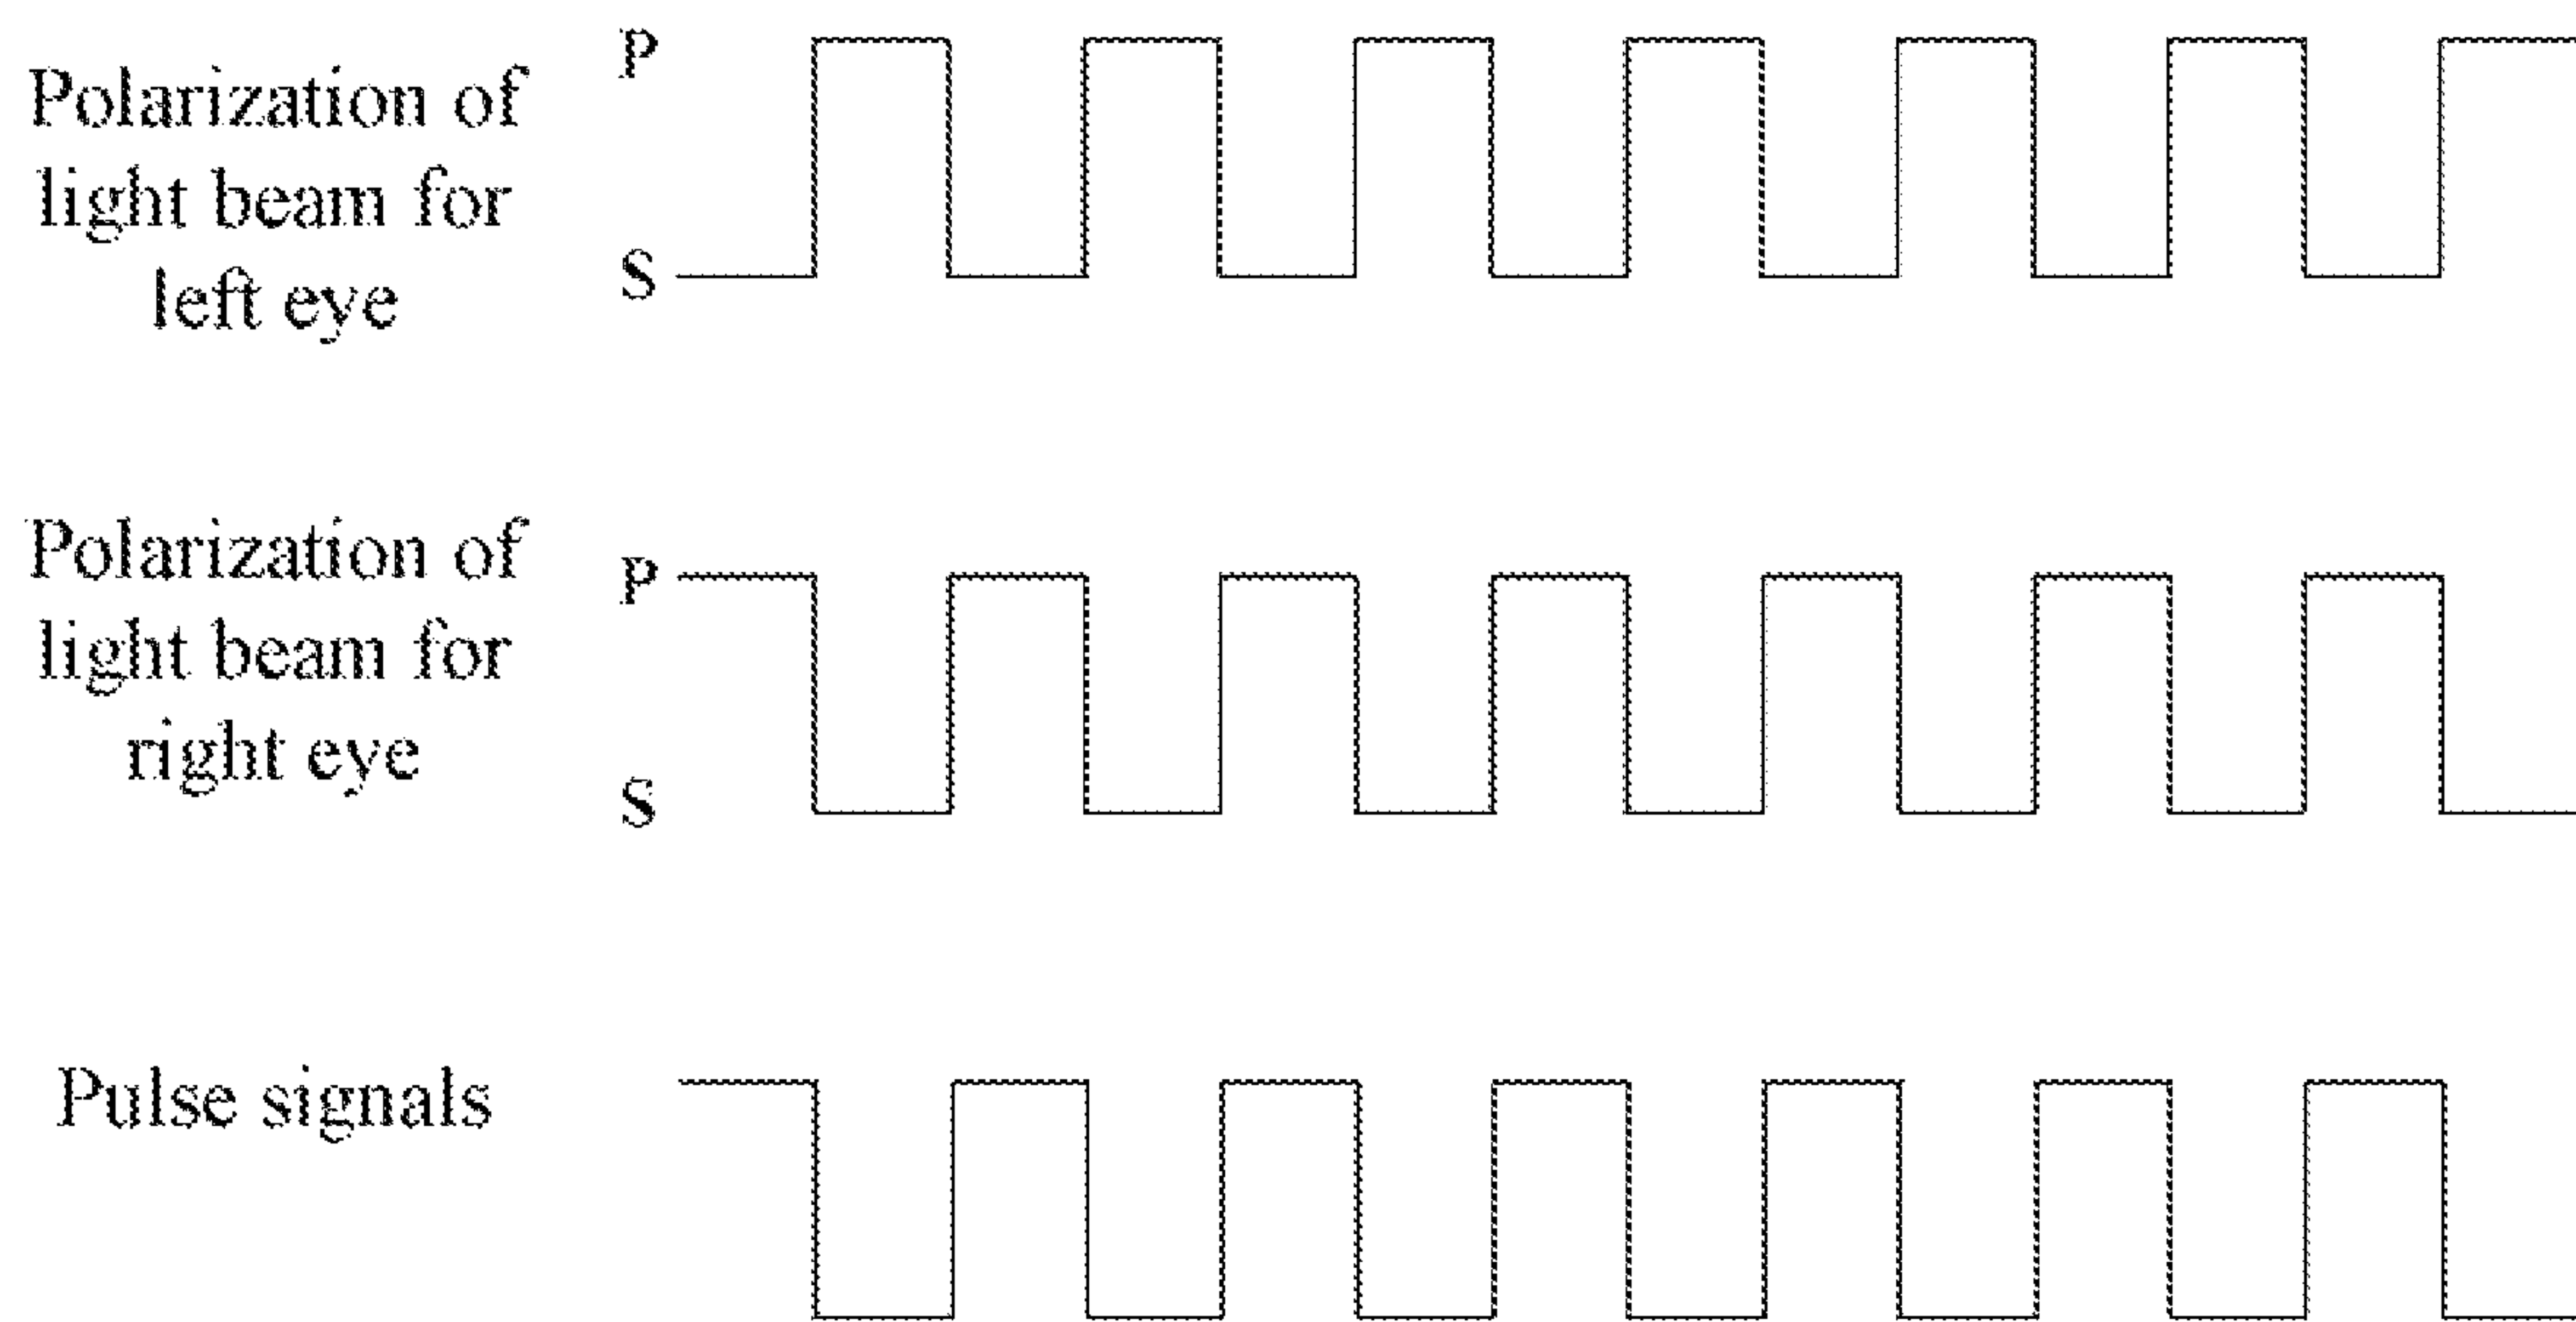 Polarization of
light beam for
left eye
P
S
Polarization of
light beam for
right eye
P
S
Pulse signals